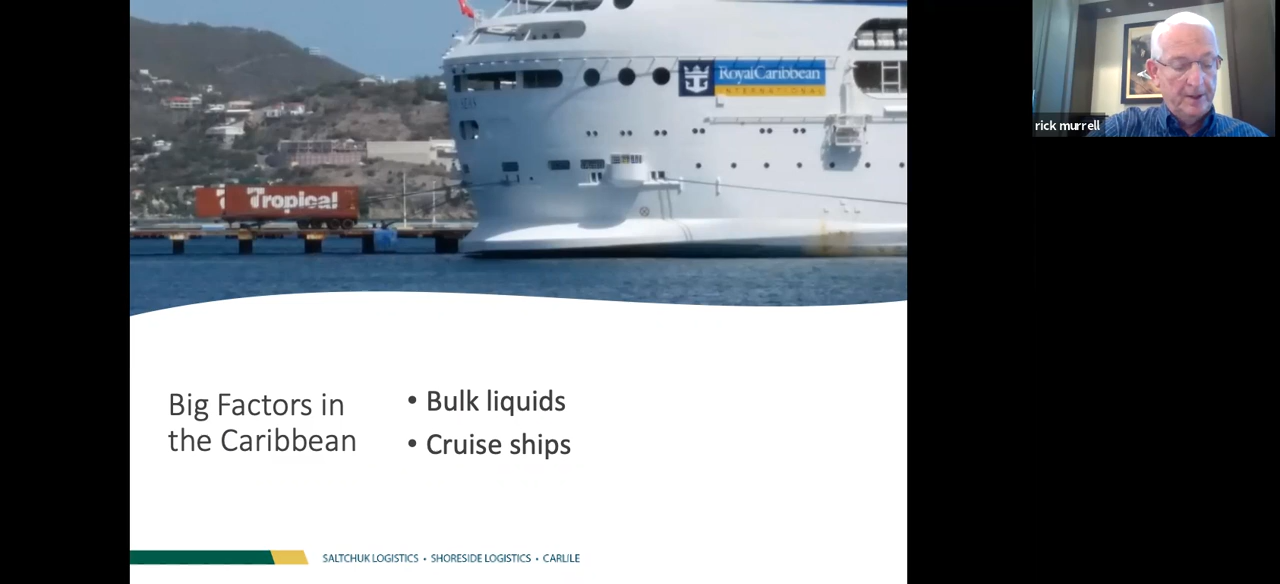 RoyalCaribbean
INTERNATIONAL
Tropical
rick murrell
Big Factors in
the Caribbean
• Bulk liquids
• Cruise ships
SALTCHUK LOGISTICS • SHORESIDE LOGISTICS • CARLILE